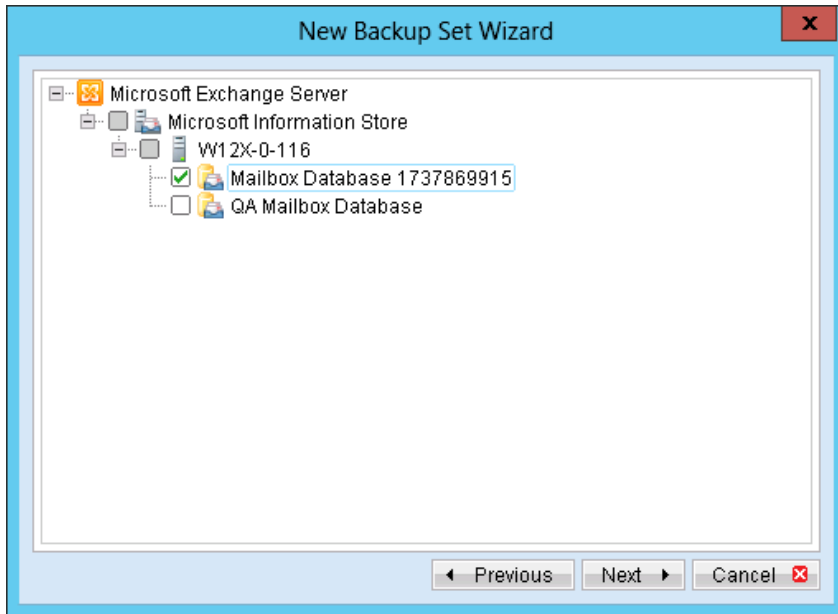 New Backup Set Wizard
x
Microsoft Exchange Server
Microsoft Information Store
W12X-0-116
Mailbox Database 1737869915
QA Mailbox Database
Previous Next Cancel